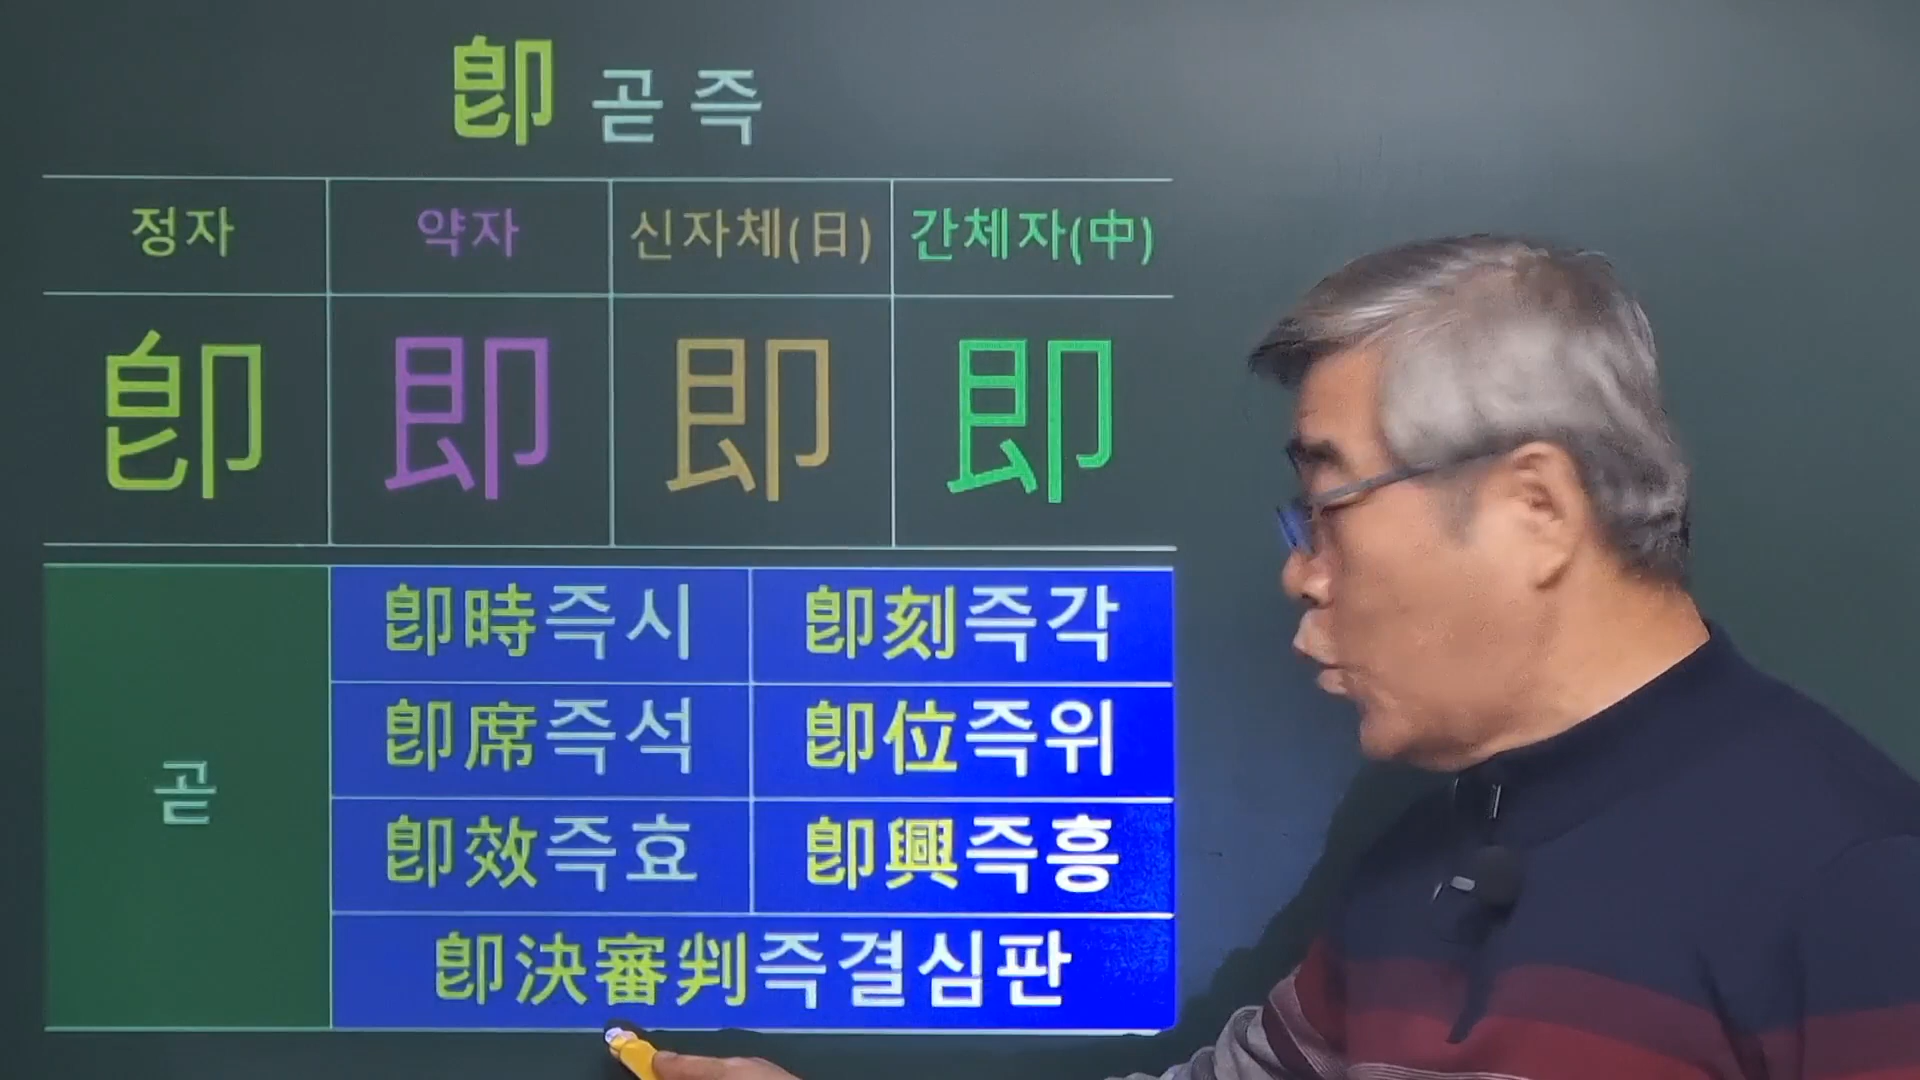 卽 곧 즉
정자 약자 신자체(日) 간체자(中)
卽 即 即 即
곧
卽時즉시 卽刻즉각
卽席즉석 卽位즉위
卽效즉효 卽興즉흥
卽決審判즉결심판